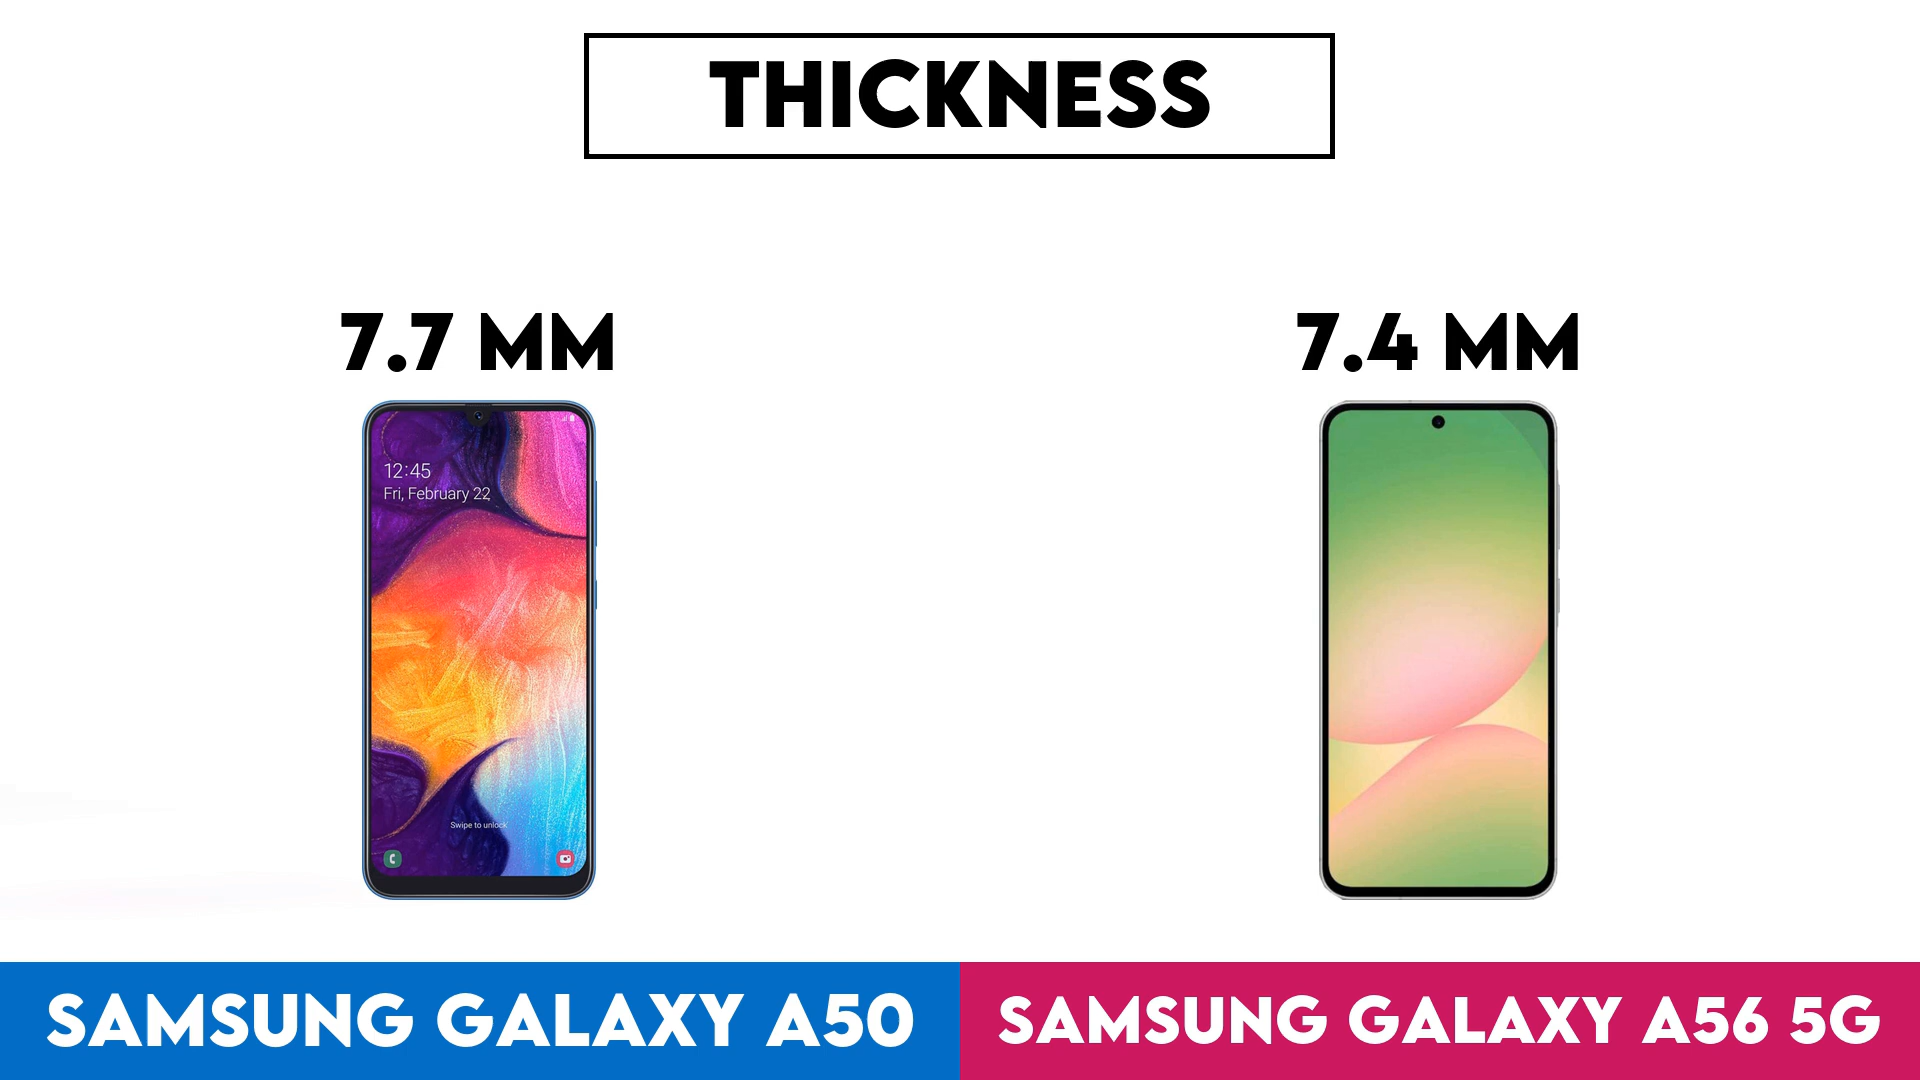 THICKNESS
7.7 MM
7.4 MM
12:45
Fri, February 22
Swipe to unlock
SAMSUNG GALAXY A50
SAMSUNG GALAXY A56 5G